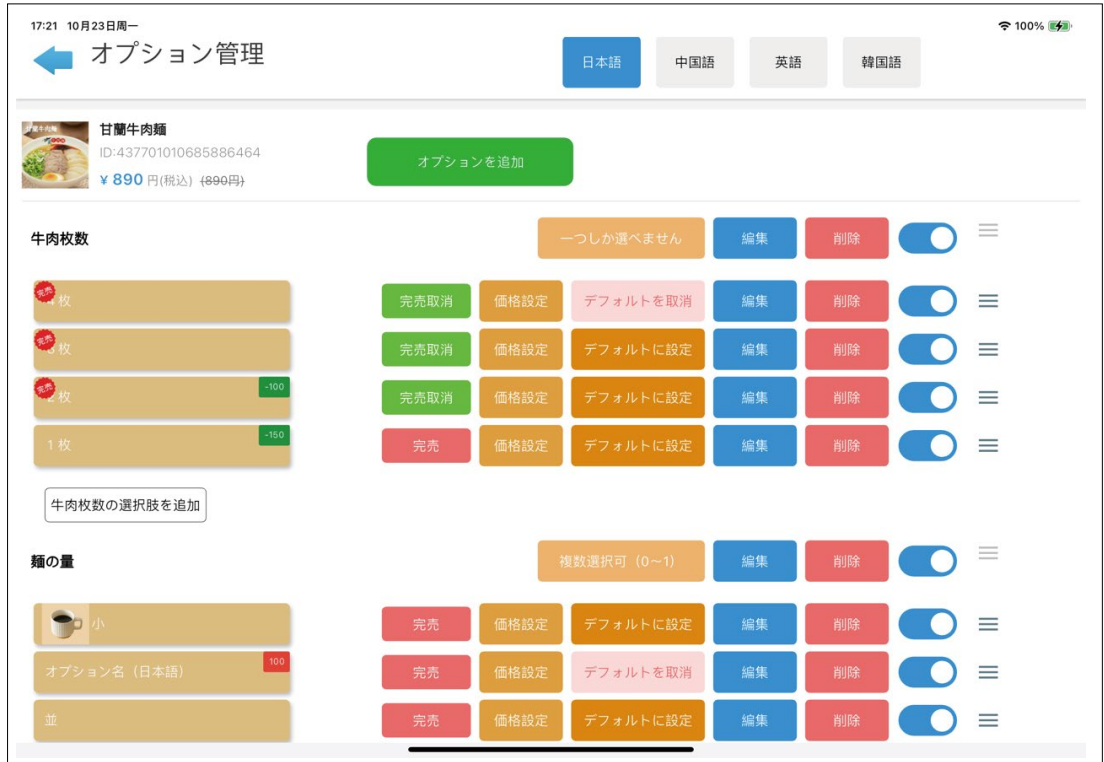 17:21 10月23日周一
100%
オプション管理
日本語 中国語 英語 韓国語
甘蘭牛肉麺
甘蘭牛肉麺
ID:437701010685886464
¥ 890 円(税込) (890円)
オプションを追加
牛肉枚数 一つしか選べません 編集 削除
完売 枚 完売取消 価格設定 デフォルトを取消 編集 削除
完売 枚 完売取消 価格設定 デフォルトに設定 編集 削除
完売 2 枚 -100 完売取消 価格設定 デフォルトに設定 編集 削除
1 枚 -150 完売 価格設定 デフォルトに設定 編集 削除
牛肉枚数の選択肢を追加
麺の量 複数選択可（0～1） 編集 削除
小 完売 価格設定 デフォルトに設定 編集 削除
オプション名（日本語） 100 完売 価格設定 デフォルトを取消 編集 削除
並 完売 価格設定 デフォルトに設定 編集 削除